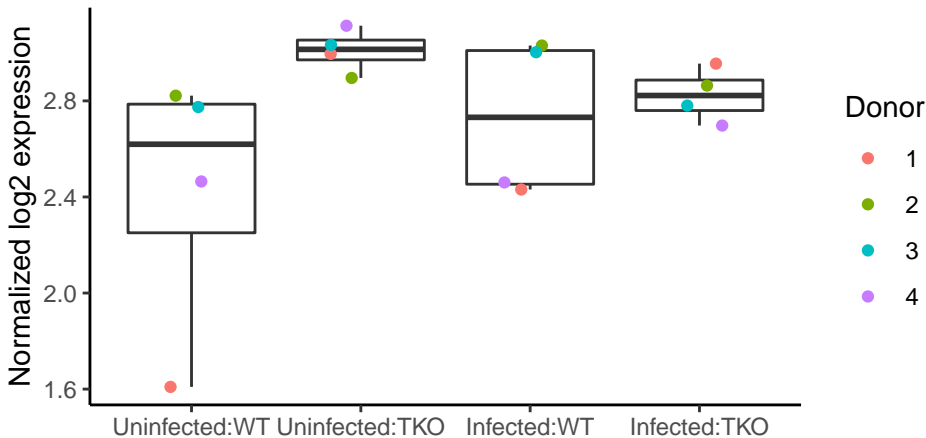 Normalized log2 expression
2.8
2.4
2.0
1.6
Uninfected:WT Uninfected:TKO Infected:WT Infected:TKO
Donor
1
2
3
4